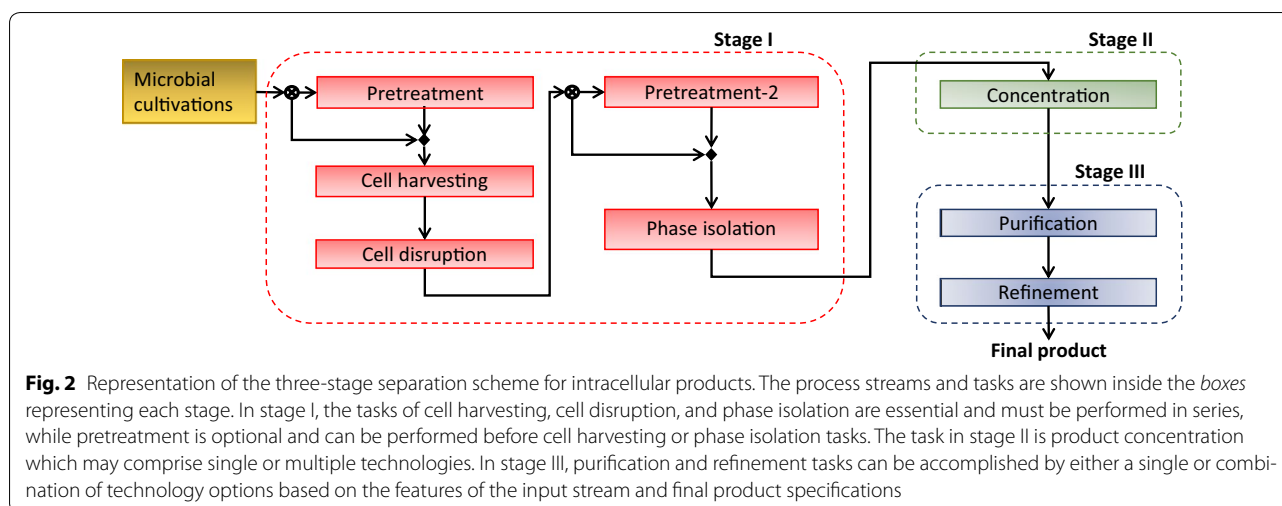 Stage I
Stage II
Microbial
cultivations
Pretreatment
Pretreatment-2
Concentration
Cell harvesting
Stage III
Phase isolation
Purification
Cell disruption
Refinement
Final product
Fig. 2 Representation of the three-stage separation scheme for intracellular products. The process streams and tasks are shown inside the boxes
representing each stage. In stage I, the tasks of cell harvesting, cell disruption, and phase isolation are essential and must be performed in series,
while pretreatment is optional and can be performed before cell harvesting or phase isolation tasks. The task in stage II is product concentration
which may comprise single or multiple technologies. In stage III, purification and refinement tasks can be accomplished by either a single or combi-
nation of technology options based on the features of the input stream and final product specifications